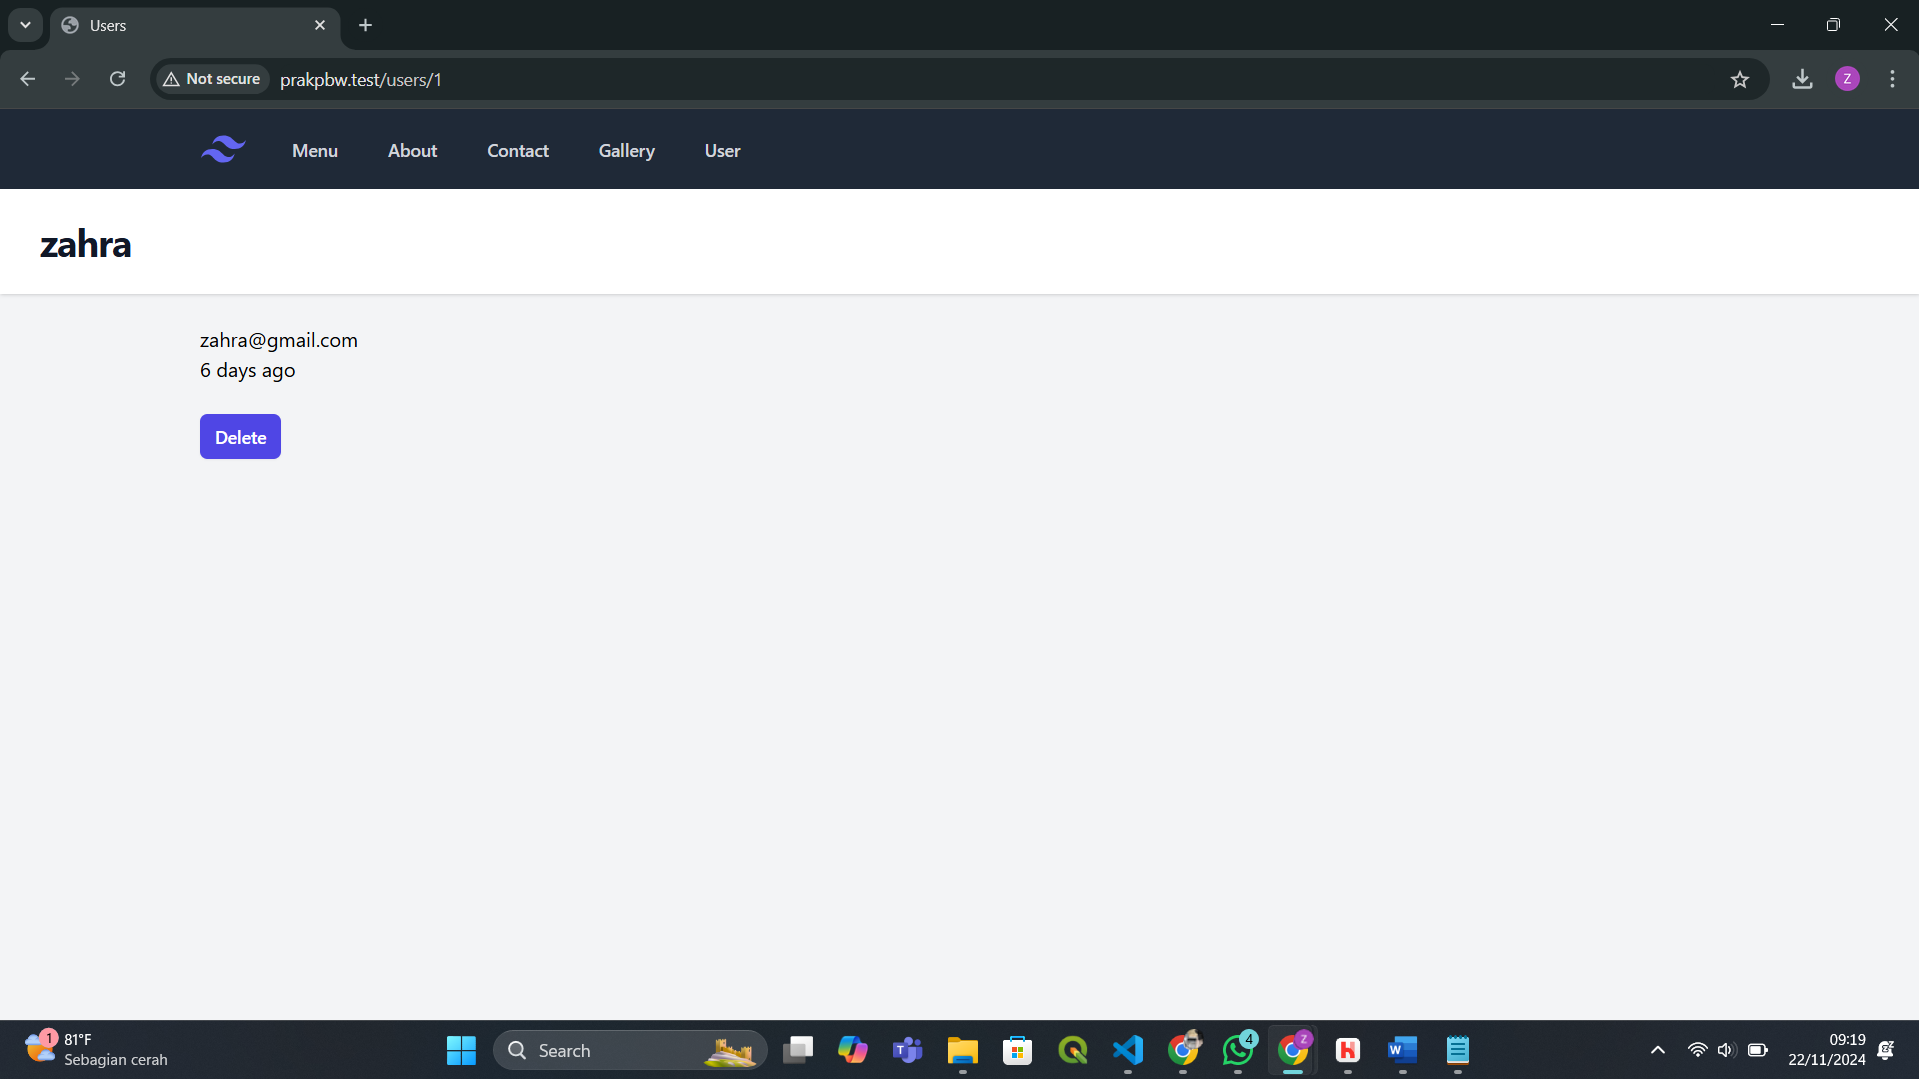 Users
Not secure
prakpbw.test/users/1
Z
Menu
About
Contact
Gallery
User
zahra
zahra@gmail.com
6 days ago
Delete
1
81°F
Sebagian cerah
Search
T
4
Z
H
W
09:19
22/11/2024